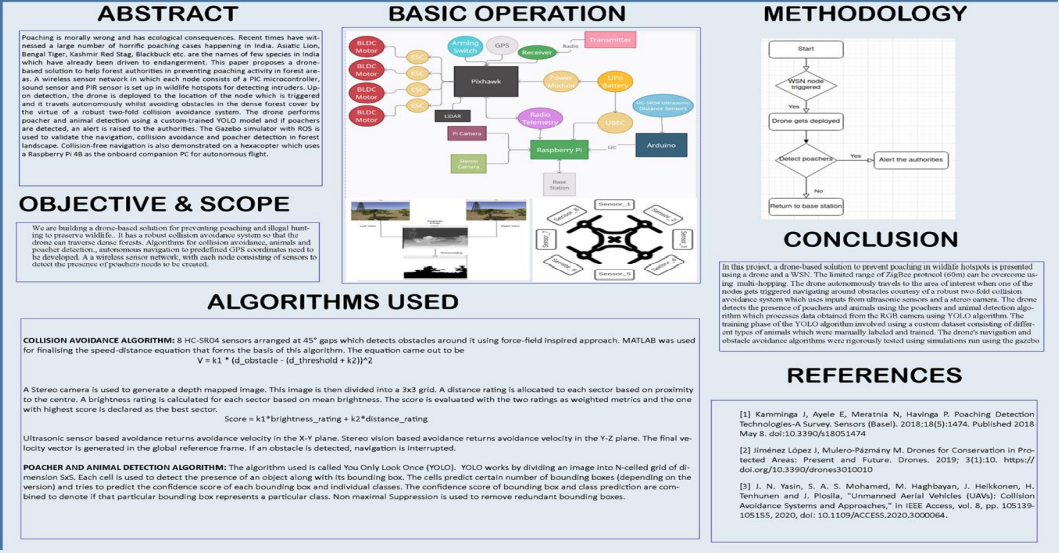 ABSTRACT
Poaching is morally wrong and has ecological consequences. Recent times have wit-
nessed a large number of horrific poaching cases happening in India. Asiatic Lion,
Bengal Tiger, Kashmir Red Stag, Blackbuck etc. are the names of few species in India
which have already been driven to endangerment. This paper proposes a drone-
based solution to help forest authorities in preventing poaching activity in forest are-
as. A wireless sensor network in which each node consists of a PIC microcontroller,
sound sensor and PIR sensor is set up in wildlife hotspots for detecting intruders. Up-
on detection, the drone is deployed to the location of the node which is triggered
and it travels autonomously whilst avoiding obstacles in the dense forest cover by
the virtue of a robust two-fold collision avoidance system. The drone performs
poacher and animal detection using a custom-trained YOLO model and if poachers
are detected, an alert is raised to the authorities. The Gazebo simulator with ROS is
used to validate the navigation, collision avoidance and poacher detection in forest
landscape. Collision-free navigation is also demonstrated on a hexacopter which uses
a Raspberry Pi 4B as the onboard companion PC for autonomous flight.
OBJECTIVE & SCOPE
We are building a drone-based solution for preventing poaching and illegal hunt-
ing to preserve wildlife.. It has a robust collision avoidance system so that the
drone can traverse dense forests. Algorithms for collision avoidance, animals and
poacher detection., autonomous navigation to predefined GPS coordinates need to
be developed. A a wireless sensor network, with each node consisting of sensors to
detect the presence of poachers needs to be created.
BASIC OPERATION
BLDC
Motor
BLDC
Motor
BLDC
Motor
BLDC
Motor
ESC
ESC
ESC
ESC
Arming
Switch
GPS
Receiver
Radio
Transmitter
Pixhawk
Power
Module
LiPo
Battery
LIDAR
Radio
Telemetry
UBEC
HC-SR04 Ultrasonic
Distance Sensors
Pi Camera
Stereo
Camera
Raspberry Pi
I2C
Arduino
Base
Station
Sensor_1
Sensor_2
Sensor_4
Sensor_5
Sensor_6
Sensor_7
Sensor_8
METHODOLOGY
Start
WSN node
triggered
Yes
Drone gets deployed
Detect poachers
Yes
Alert the authorities
No
Return to base station
CONCLUSION
In this project, a drone-based solution to prevent poaching in wildlife hotspots is presented
using a drone and a WSN. The limited range of ZigBee protocol (60m) can be overcome us-
ing multi-hopping. The drone autonomously travels to the area of interest when one of the
nodes gets triggered navigating around obstacles courtesy of a robust two-fold collision
avoidance system which uses inputs from ultrasonic sensors and a stereo camera. The drone
detects the presence of poachers and animals using the poachers and animal detection algo-
rithm which processes data obtained from the RGB camera using YOLO algorithm. The
training phase of the YOLO algorithm involved using a custom dataset consisting of differ-
ent types of animals which were manually labeled and trained. The drone's navigation and
obstacle avoidance algorithms were rigorously tested using simulations run using the gazebo
ALGORITHMS USED
COLLISION AVOIDANCE ALGORITHM: 8 HC-SR04 sensors arranged at 45° gaps which detects obstacles around it using force-field inspired approach. MATLAB was used
for finalising the speed-distance equation that forms the basis of this algorithm. The equation came out to be
V = k1 * (d_obstacle - (d_threshold + k2))^2
A Stereo camera is used to generate a depth mapped image. This image is then divided into a 3x3 grid. A distance rating is allocated to each sector based on proximity
to the centre. A brightness rating is calculated for each sector based on mean brightness. The score is evaluated with the two ratings as weighted metrics and the one
with highest score is declared as the best sector.
Score = k1*brightness_rating + k2*distance_rating
Ultrasonic sensor based avoidance returns avoidance velocity in the X-Y plane. Stereo vision based avoidance returns avoidance velocity in the Y-Z plane. The final ve-
locity vector is generated in the global reference frame. If an obstacle is detected, navigation is interrupted.
POACHER AND ANIMAL DETECTION ALGORITHM: The algorithm used is called You Only Look Once (YOLO). YOLO works by dividing an image into N-celled grid of di-
mension SxS. Each cell is used to detect the presence of an object along with its bounding box. The cells predict certain number of bounding boxes (depending on the
version) and tries to predict the confidence score of each bounding box and individual classes. The confidence score of bounding box and class prediction are com-
bined to denote if that particular bounding box represents a particular class. Non maximal Suppression is used to remove redundant bounding boxes.
REFERENCES
[1] Kamminga J, Ayele E, Meratnia N, Havinga P. Poaching Detection
Technologies-A Survey. Sensors (Basel). 2018;18(5):1474. Published 2018
May 8. doi:10.3390/s18051474
[2] Jiménez López J, Mulero-Pázmány M. Drones for Conservation in Pro-
tected Areas: Present and Future. Drones. 2019; 3(1):10. https://
doi.org/10.3390/drones3010010
[3] J. N. Yasin, S. A. S. Mohamed, M. Haghbayan, J. Heikkonen, H.
Tenhunen and J. Plosila, "Unmanned Aerial Vehicles (UAVs): Collision
Avoidance Systems and Approaches," in IEEE Access, vol. 8, pp. 105139-
105155, 2020, doi: 10.1109/ACCESS.2020.3000064.